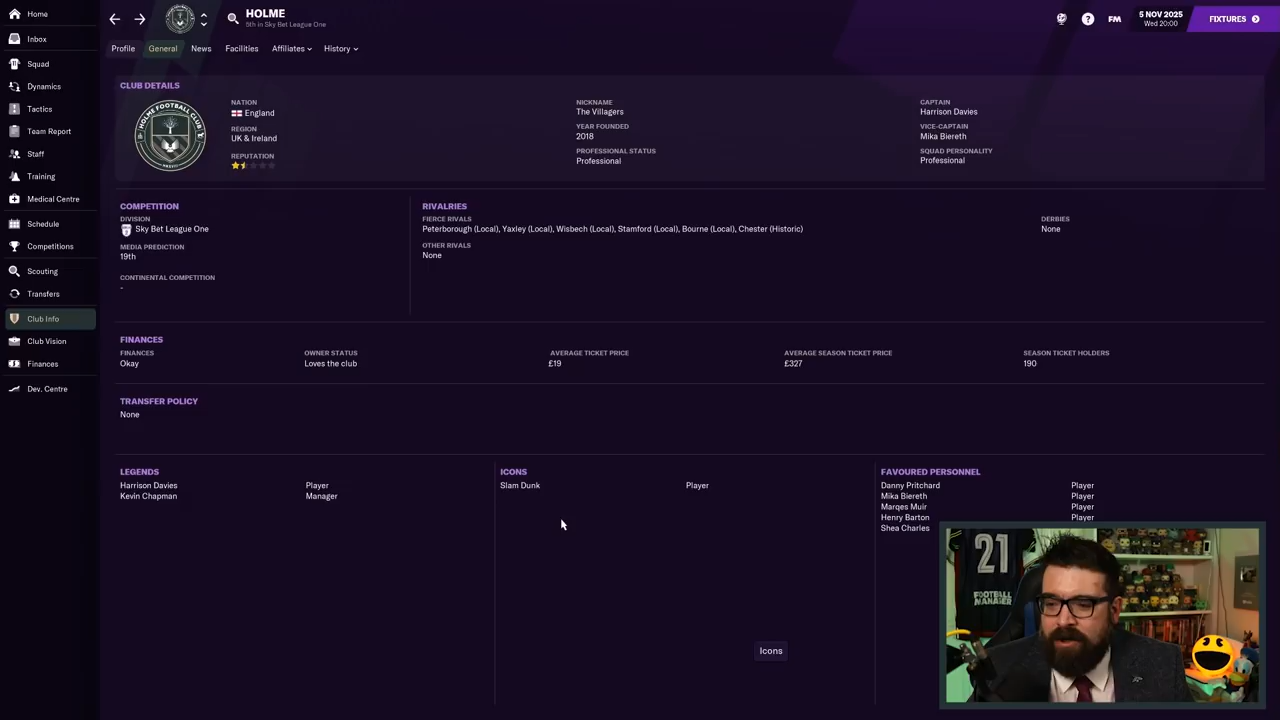 Home
Inbox
Squad
Dynamics
Tactics
Team Report
Staff
Training
Medical Centre
Schedule
Competitions
Scouting
Transfers
Club Info
Club Vision
Finances
Dev. Centre
HOLME
5th in Sky Bet League One
FM
5 NOV 2025
Wed 20:00
FIXTURES
Profile
General
News
Facilities
Affiliates
History
CLUB DETAILS
HOLME FOOTBALL CLUB
NATION
England
REGION
UK & Ireland
REPUTATION
NICKNAME
The Villagers
YEAR FOUNDED
2018
PROFESSIONAL STATUS
Professional
CAPTAIN
Harrison Davies
VICE-CAPTAIN
Mika Biereth
SQUAD PERSONALITY
Professional
COMPETITION
DIVISION
Sky Bet League One
MEDIA PREDICTION
19th
CONTINENTAL COMPETITION
-
RIVALRIES
FIERCE RIVALS
Peterborough (Local), Yaxley (Local), Wisbech (Local), Stamford (Local), Bourne (Local), Chester (Historic)
OTHER RIVALS
None
DERBIES
None
FINANCES
FINANCES
Okay
OWNER STATUS
Loves the club
AVERAGE TICKET PRICE
£19
AVERAGE SEASON TICKET PRICE
£327
SEASON TICKET HOLDERS
190
TRANSFER POLICY
None
LEGENDS
Harrison Davies Player
Kevin Chapman Manager
ICONS
Slam Dunk Player
Icons
FAVOURED PERSONNEL
Danny Pritchard Player
Mika Biereth Player
Marqes Muir Player
Henry Barton Player
Shea Charles
21
FOOTBALL
MANAGER